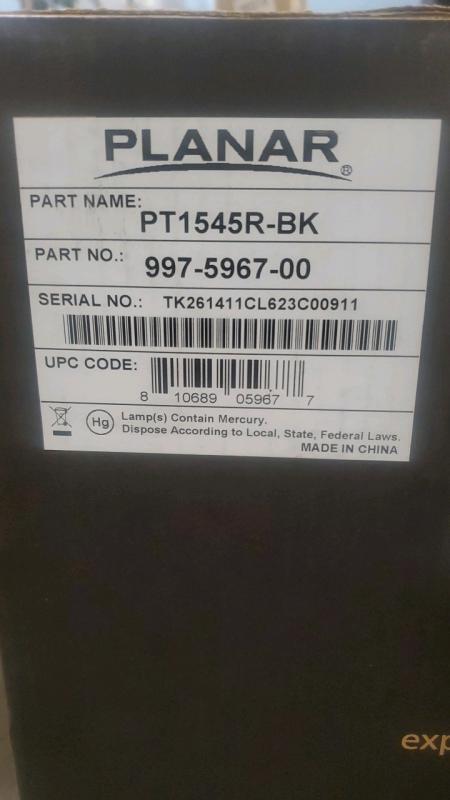 PLANAR®
PART NAME: PT1545R-BK
PART NO.: 997-5967-00
SERIAL NO.: TK261411CL623C00911
UPC CODE:
8 10689 05967 7
Hg
Lamp(s) Contain Mercury.
Dispose According to Local, State, Federal Laws.
MADE IN CHINA
exp